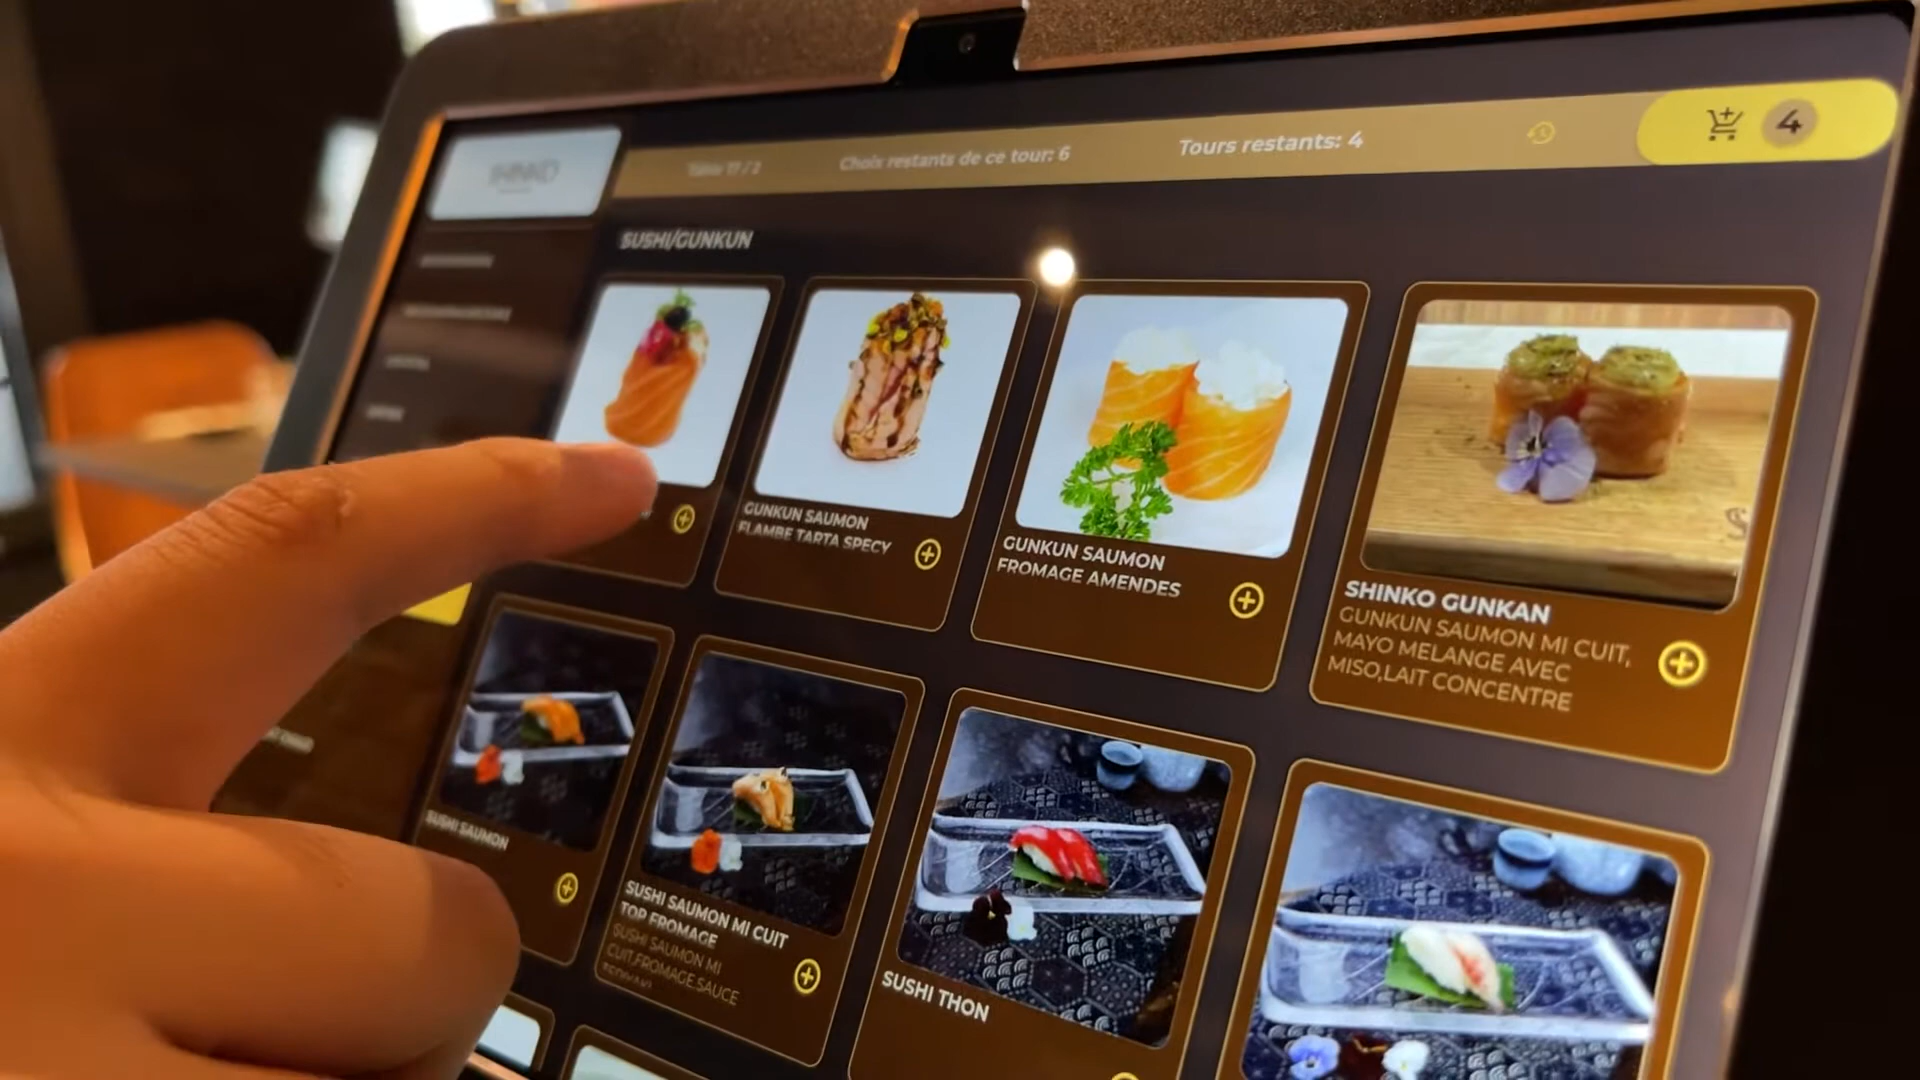 Choix restants de ce tour: 6
Tours restants: 4
4
SUSHI/GUNKUN
GUNKUN SAUMON
FLAMBE TARTA SPECY
GUNKUN SAUMON
FROMAGE AMENDES
SHINKO GUNKAN
GUNKUN SAUMON MI CUIT,
MAYO MELANGE AVEC
MISO,LAIT CONCENTRE
SUSHI SAUMON
SUSHI SAUMON MI CUIT
TOP FROMAGE
SUSHI SAUMON MI
CUIT,FROMAGE,SAUCE
SUSHI THON